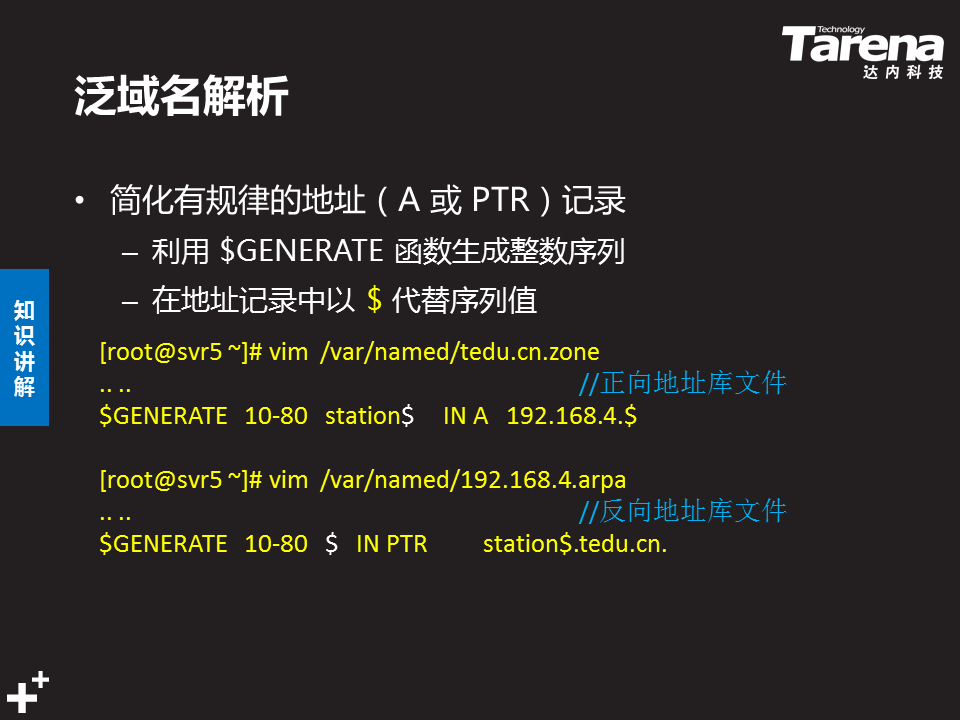 Technology
Tarena
达内科技
泛域名解析
• 简化有规律的地址（A 或 PTR）记录
– 利用 $GENERATE 函数生成整数序列
– 在地址记录中以 $ 代替序列值
知识讲解
[root@svr5 ~]# vim /var/named/tedu.cn.zone
.. .. //正向地址库文件
$GENERATE 10-80 station$ IN A 192.168.4.$
[root@svr5 ~]# vim /var/named/192.168.4.arpa
.. .. //反向地址库文件
$GENERATE 10-80 $ IN PTR station$.tedu.cn.